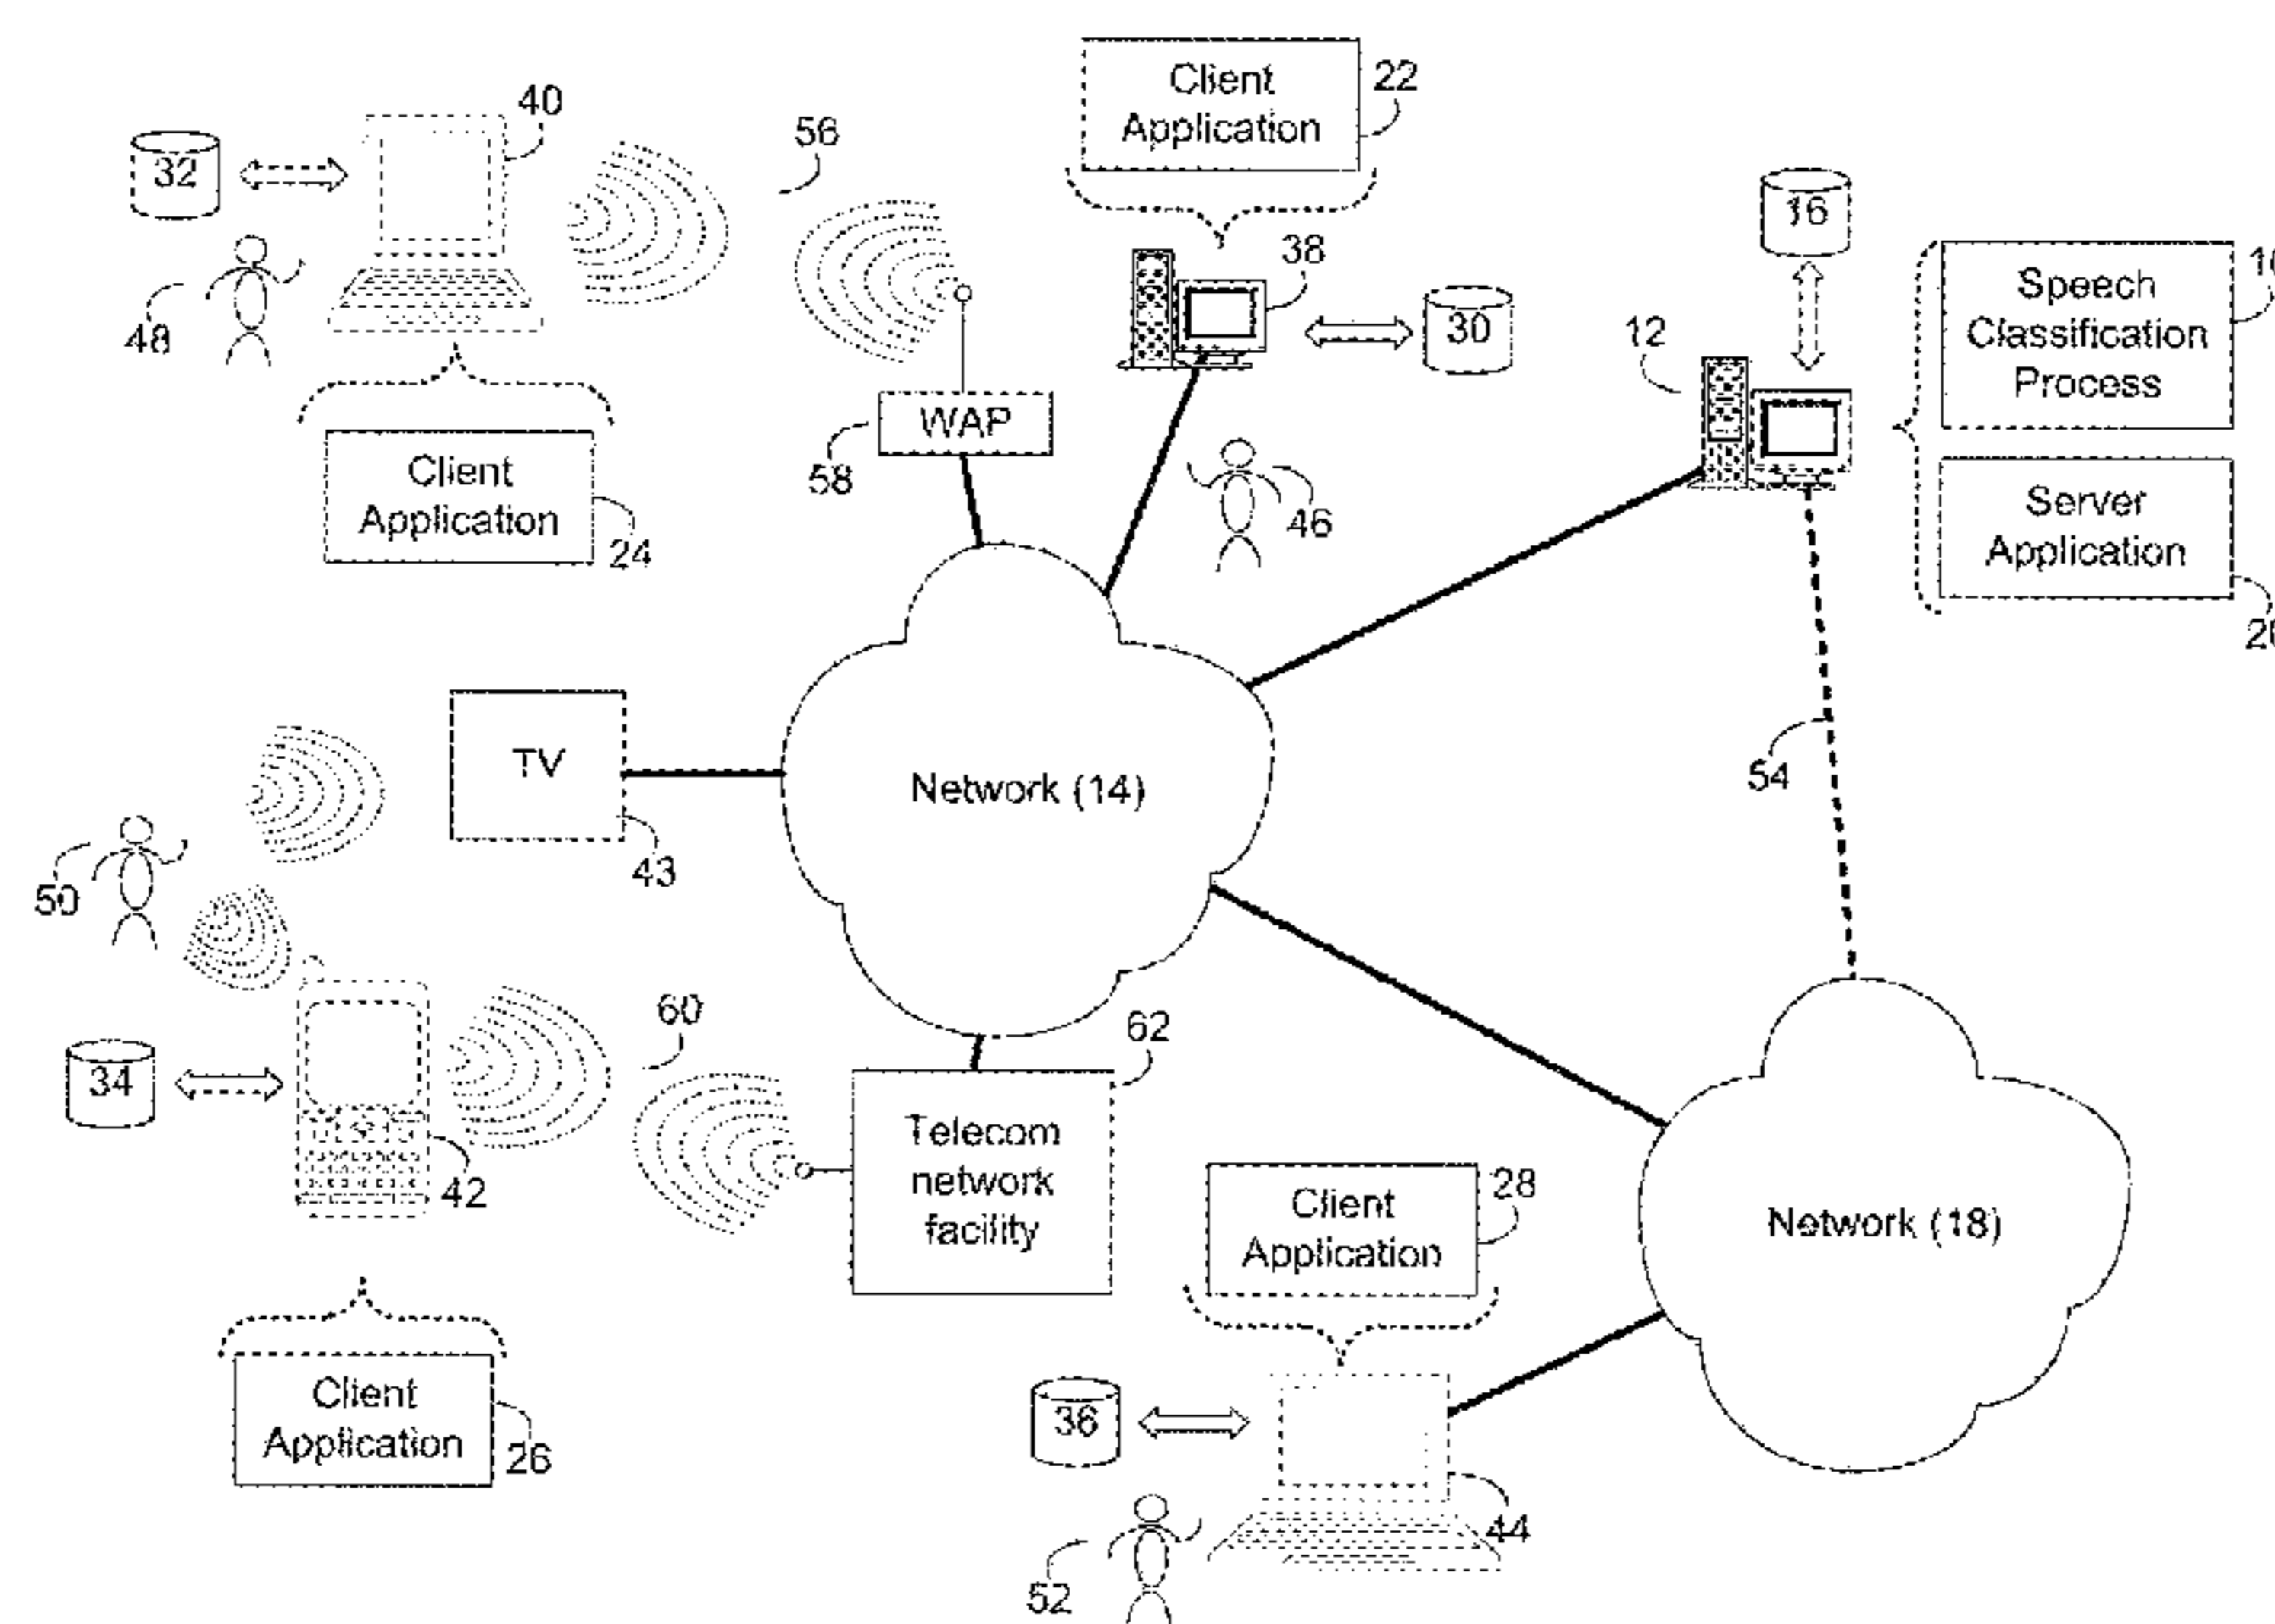 40
Client
Application
22
56
32
16
38
Speech
Classification
Process
10
48
30
12
WAP
58
Client
Application
24
46
Server
Application
54
TV
43
Network (14)
50
60
62
34
42
Telecom
network
facility
Client
Application
28
Network (18)
Client
Application
26
36
44
52